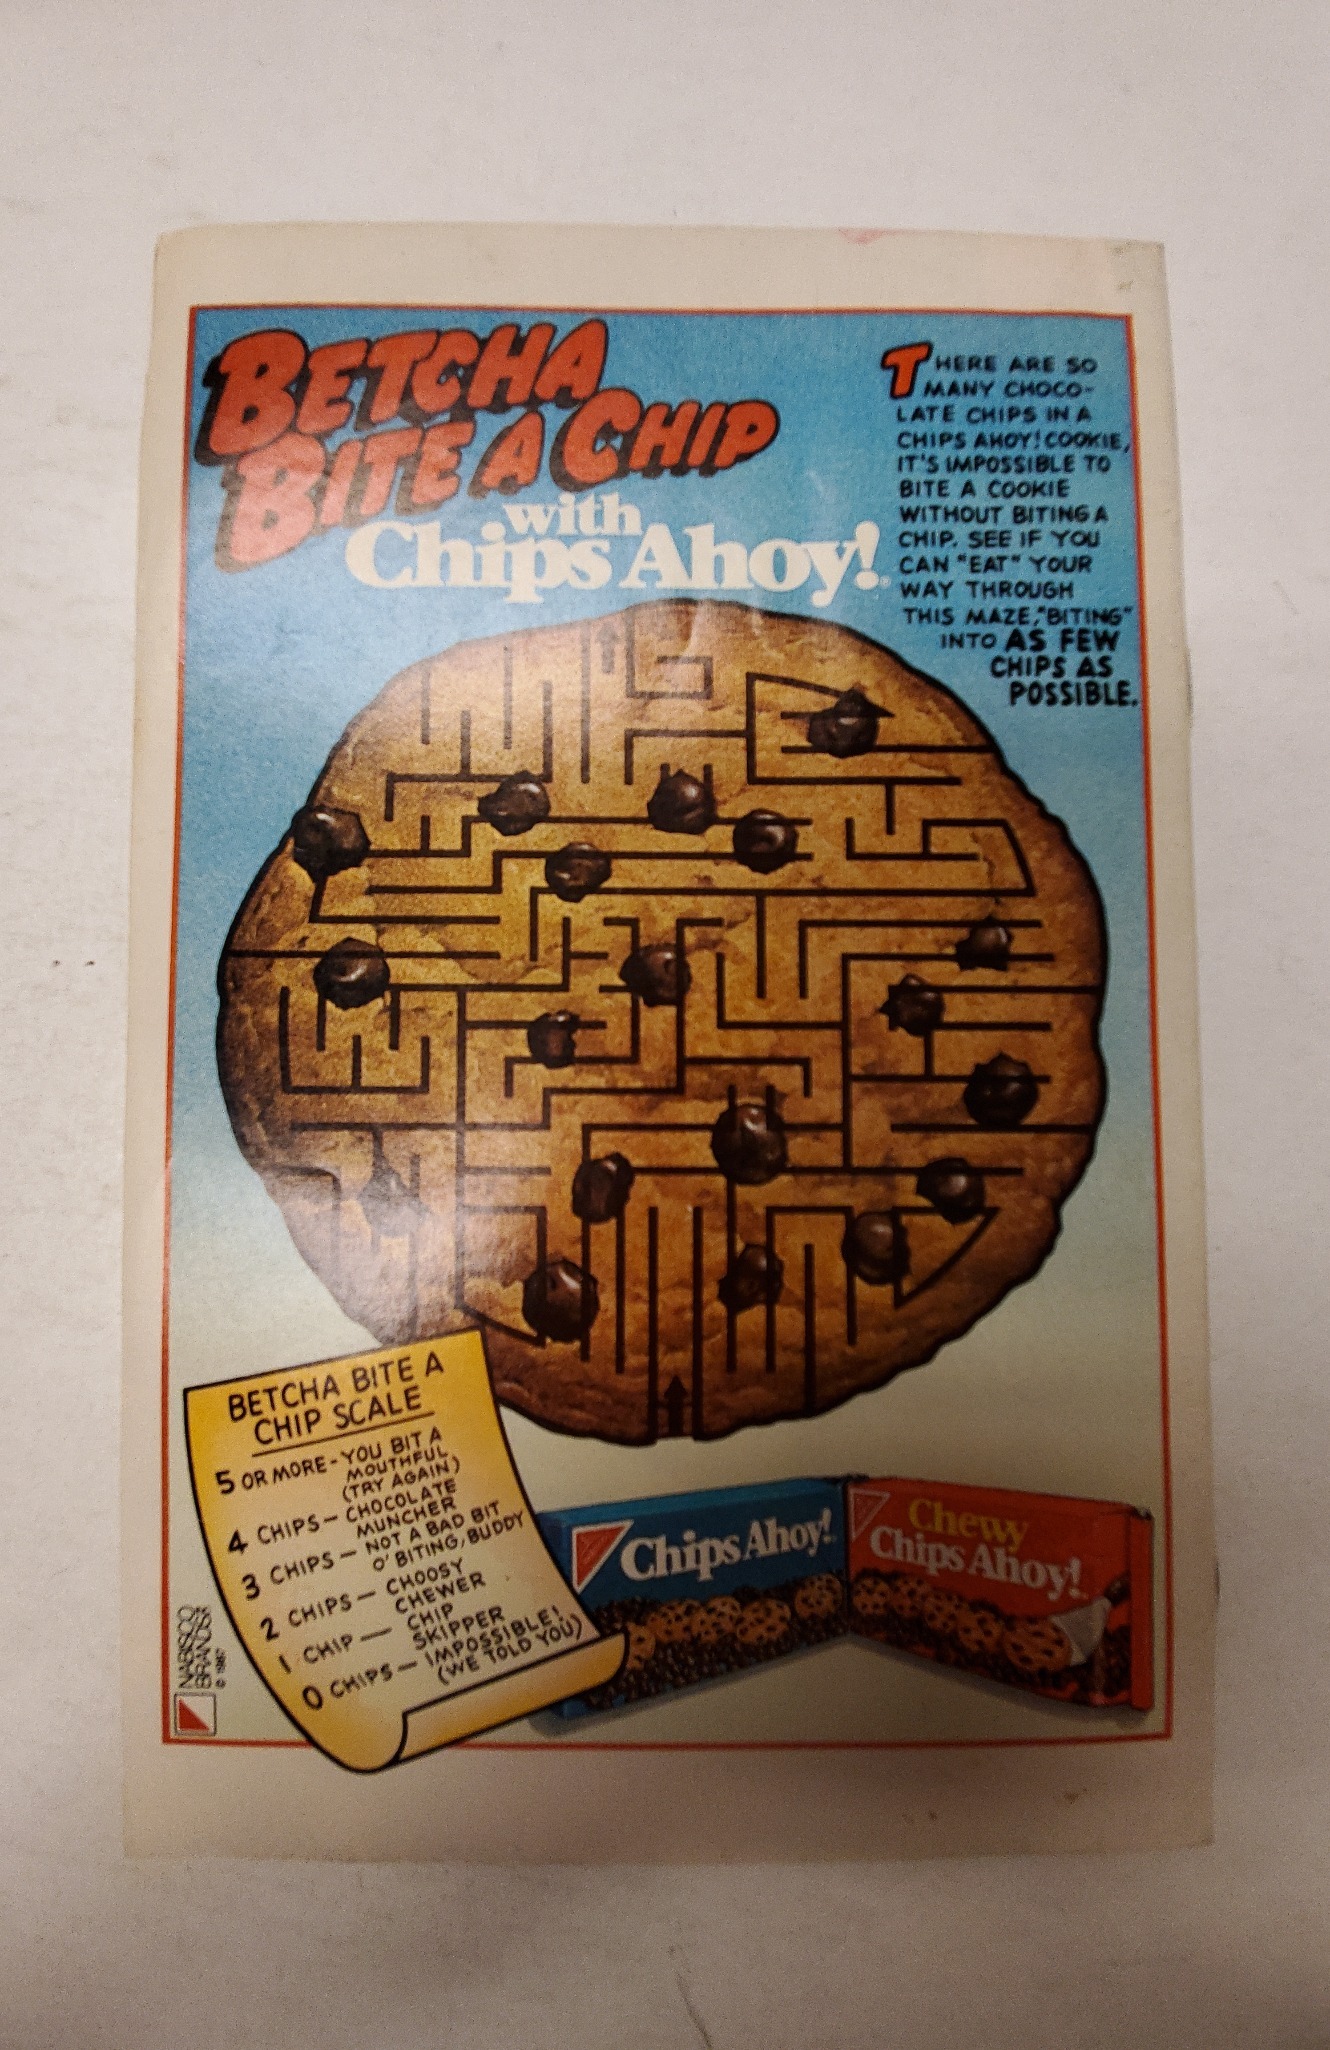 BETCHA
BITE A CHIP
with
Chips Ahoy!®
THERE ARE SO
MANY CHOCO-
LATE CHIPS IN A
CHIPS AHOY! COOKIE,
IT'S IMPOSSIBLE TO
BITE A COOKIE
WITHOUT BITING A
CHIP. SEE IF YOU
CAN "EAT" YOUR
WAY THROUGH
THIS MAZE, "BITING"
INTO AS FEW
CHIPS AS
POSSIBLE.
BETCHA BITE A
CHIP SCALE
5 OR MORE - YOU BIT A
MOUTHFUL
(TRY AGAIN)
4 CHIPS - CHOCOLATE
MUNCHER
3 CHIPS - NOT A BAD BIT
O' BITING, BUDDY
2 CHIPS - CHOOSY
CHEWER
1 CHIP - CHIP
SKIPPER
0 CHIPS - IMPOSSIBLE!
(WE TOLD YOU)
Chips Ahoy!
Chewy
Chips Ahoy!
NABISCO
BRANDS
© 1987